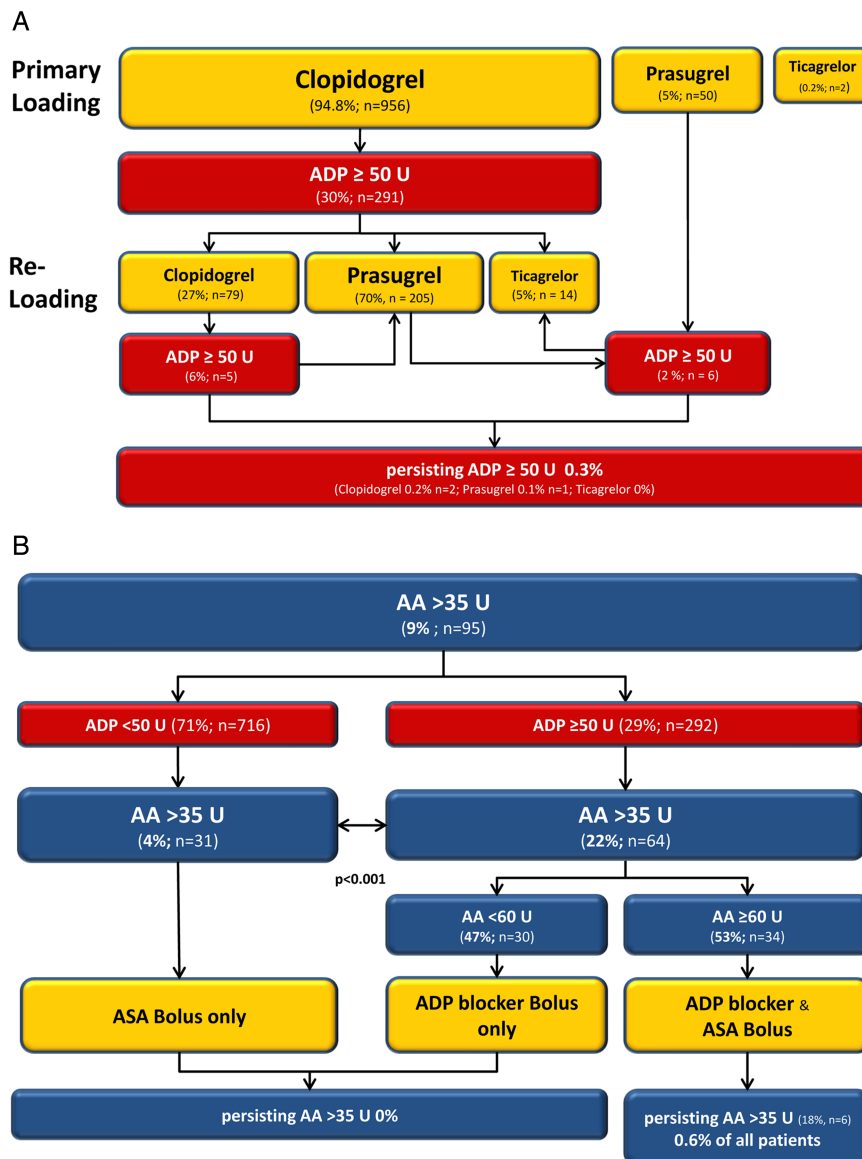 A
Primary
Loading
Clopidogrel
(94.8%; n=956)
Prasugrel
(5%; n=50)
Ticagrelor
(0.2%; n=2)
ADP ≥ 50 U
(30%; n=291)
Re-
Loading
Clopidogrel
(27%; n=79)
Prasugrel
(70%, n = 205)
Ticagrelor
(5%; n = 14)
ADP ≥ 50 U
(6%; n=5)
ADP ≥ 50 U
(2 %; n = 6)
persisting ADP ≥ 50 U 0.3%
(Clopidogrel 0.2% n=2; Prasugrel 0.1% n=1; Ticagrelor 0%)
B
AA >35 U
(9% ; n=95)
ADP <50 U (71%; n=716)
ADP ≥50 U (29%; n=292)
AA >35 U
(4%; n=31)
AA >35 U
(22%; n=64)
p<0.001
AA <60 U
(47%; n=30)
AA ≥60 U
(53%; n=34)
ASA Bolus only
ADP blocker Bolus
only
ADP blocker &
ASA Bolus
persisting AA >35 U 0%
persisting AA >35 U (18%, n=6)
0.6% of all patients